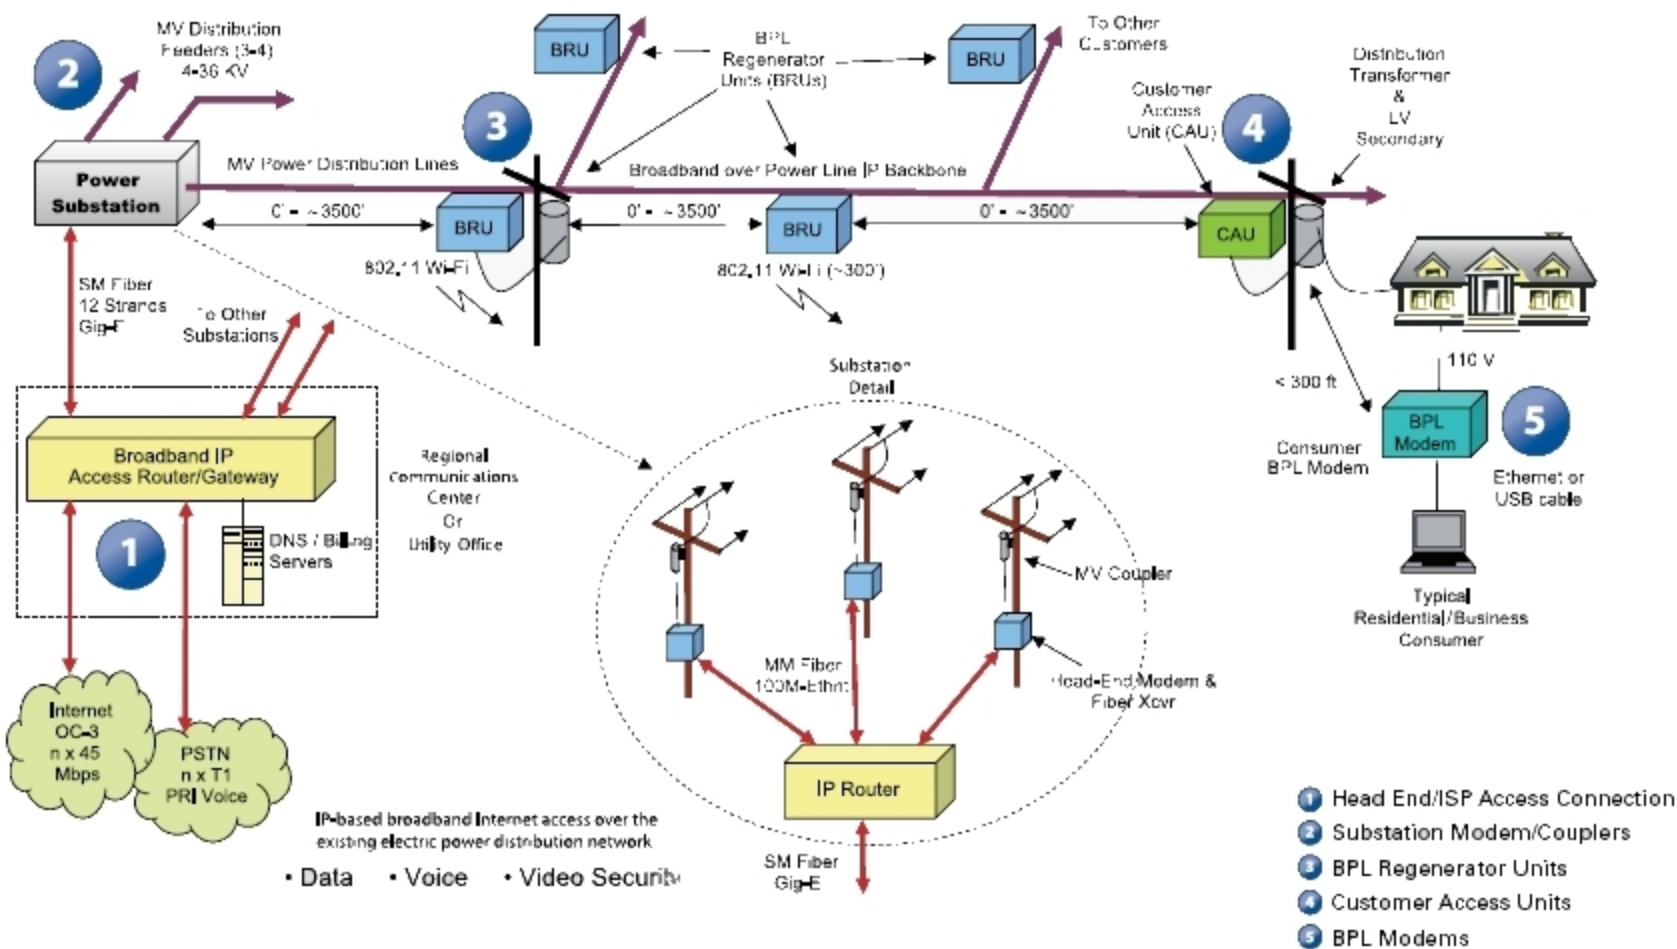 2
MV Distribution
Feeders (3-4)
4-36 KV
Power
Substation
MV Power Distribution Lines
3
BRU
BPL
Regenerator
Units (BRUs)
BRU
To Other
Customers
Customer
Access
Unit (CAU)
4
Distribution
Transformer
&
LV
Secondary
Broadband over Power Line IP Backbone
0' - ~3500'
BRU
0' - ~3500'
BRU
0' - ~3500'
CAU
802.11 Wi-Fi
802.11 Wi-Fi (~300')
SM Fiber
12 Strands
Gig-E
To Other
Substations
110 V
< 300 ft
BPL
Modem
5
Consumer
BPL Modem
Ethernet or
USB cable
Typical
Residential/Business
Consumer
Broadband IP
Access Router/Gateway
Regional
Communications
Center
Or
Utility Office
1
DNS / Billing
Servers
Internet
OC-3
n x 45
Mbps
PSTN
n x T1
PRI Voice
Substation
Detail
MV Coupler
MM Fiber
100M-Ethnt
Head-End/Modem &
Fiber Xcvr
IP Router
SM Fiber
Gig-E
IP-based broadband Internet access over the
existing electric power distribution network
• Data • Voice • Video Security
1 Head End/ISP Access Connection
2 Substation Modem/Couplers
3 BPL Regenerator Units
4 Customer Access Units
5 BPL Modems